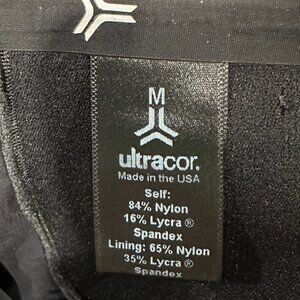 M
ultracor.
Made in the USA
Self:
84% Nylon
16% Lycra ®
Spandex
Lining: 65% Nylon
35% Lycra ®
Spandex